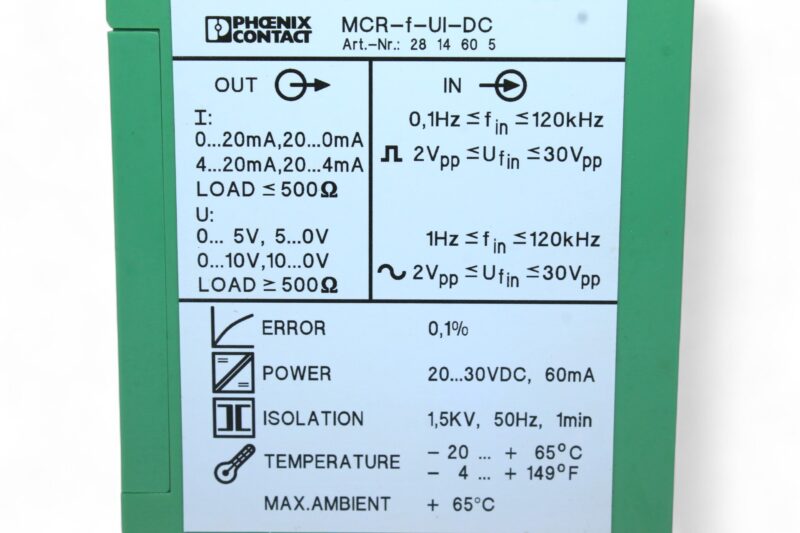 PHŒNIX CONTACT
MCR-f-UI-DC
Art.-Nr.: 28 14 60 5
OUT
I:
0...20mA,20...0mA
4...20mA,20...4mA
LOAD ≤ 500Ω
U:
0... 5V, 5...0V
0...10V,10...0V
LOAD ≥ 500Ω
IN
0,1Hz ≤ fin ≤ 120kHz
2Vpp ≤ Ufin ≤ 30Vpp
1Hz ≤ fin ≤ 120kHz
2Vpp ≤ Ufin ≤ 30Vpp
ERROR 0,1%
POWER 20...30VDC, 60mA
ISOLATION 1,5KV, 50Hz, 1min
TEMPERATURE - 20 ... + 65°C
- 4 ... + 149°F
MAX.AMBIENT + 65°C